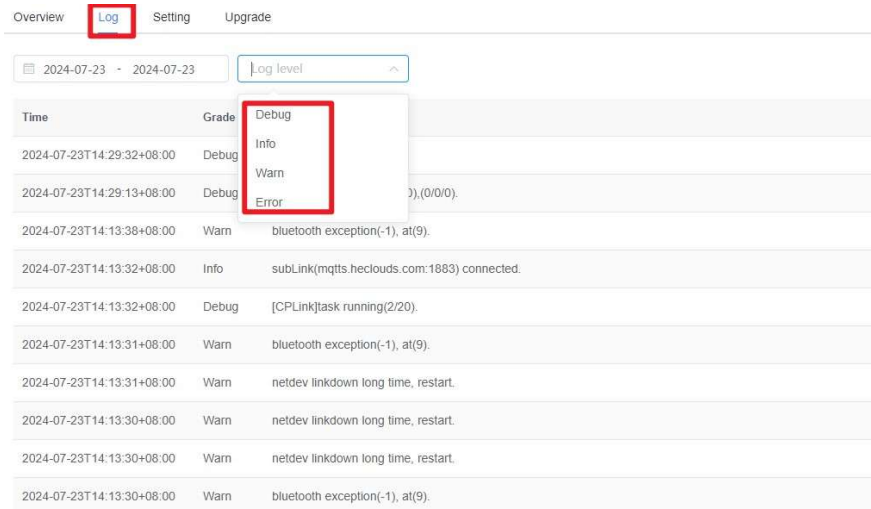 Overview Log Setting Upgrade
2024-07-23 - 2024-07-23 Log level
Time Grade
Debug
Info
Warn
Error
2024-07-23T14:29:32+08:00 Debug
2024-07-23T14:29:13+08:00 Debug ),(0/0/0).
2024-07-23T14:13:38+08:00 Warn bluetooth exception(-1), at(9).
2024-07-23T14:13:32+08:00 Info subLink(mqtts.heclouds.com:1883) connected.
2024-07-23T14:13:32+08:00 Debug [CPLink]task running(2/20).
2024-07-23T14:13:31+08:00 Warn bluetooth exception(-1), at(9).
2024-07-23T14:13:31+08:00 Warn netdev linkdown long time, restart.
2024-07-23T14:13:30+08:00 Warn netdev linkdown long time, restart.
2024-07-23T14:13:30+08:00 Warn netdev linkdown long time, restart.
2024-07-23T14:13:30+08:00 Warn bluetooth exception(-1), at(9).